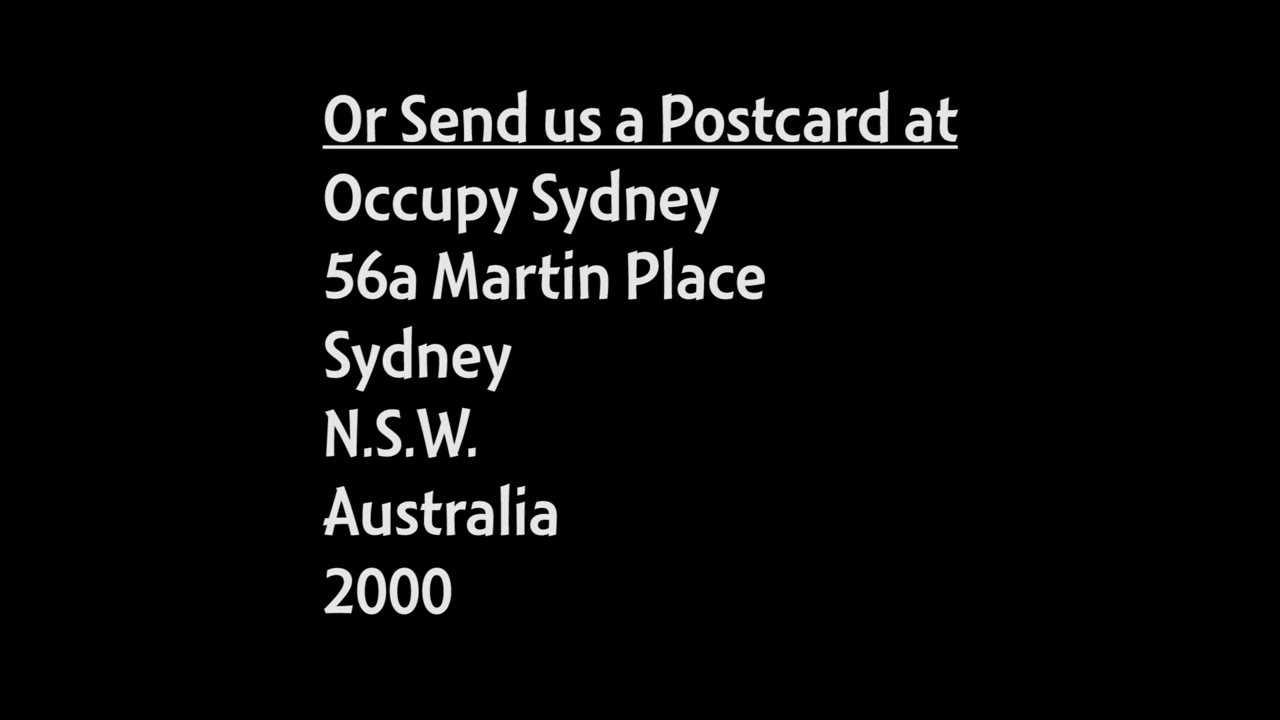 Or Send us a Postcard at
Occupy Sydney
56a Martin Place
Sydney
N.S.W.
Australia
2000